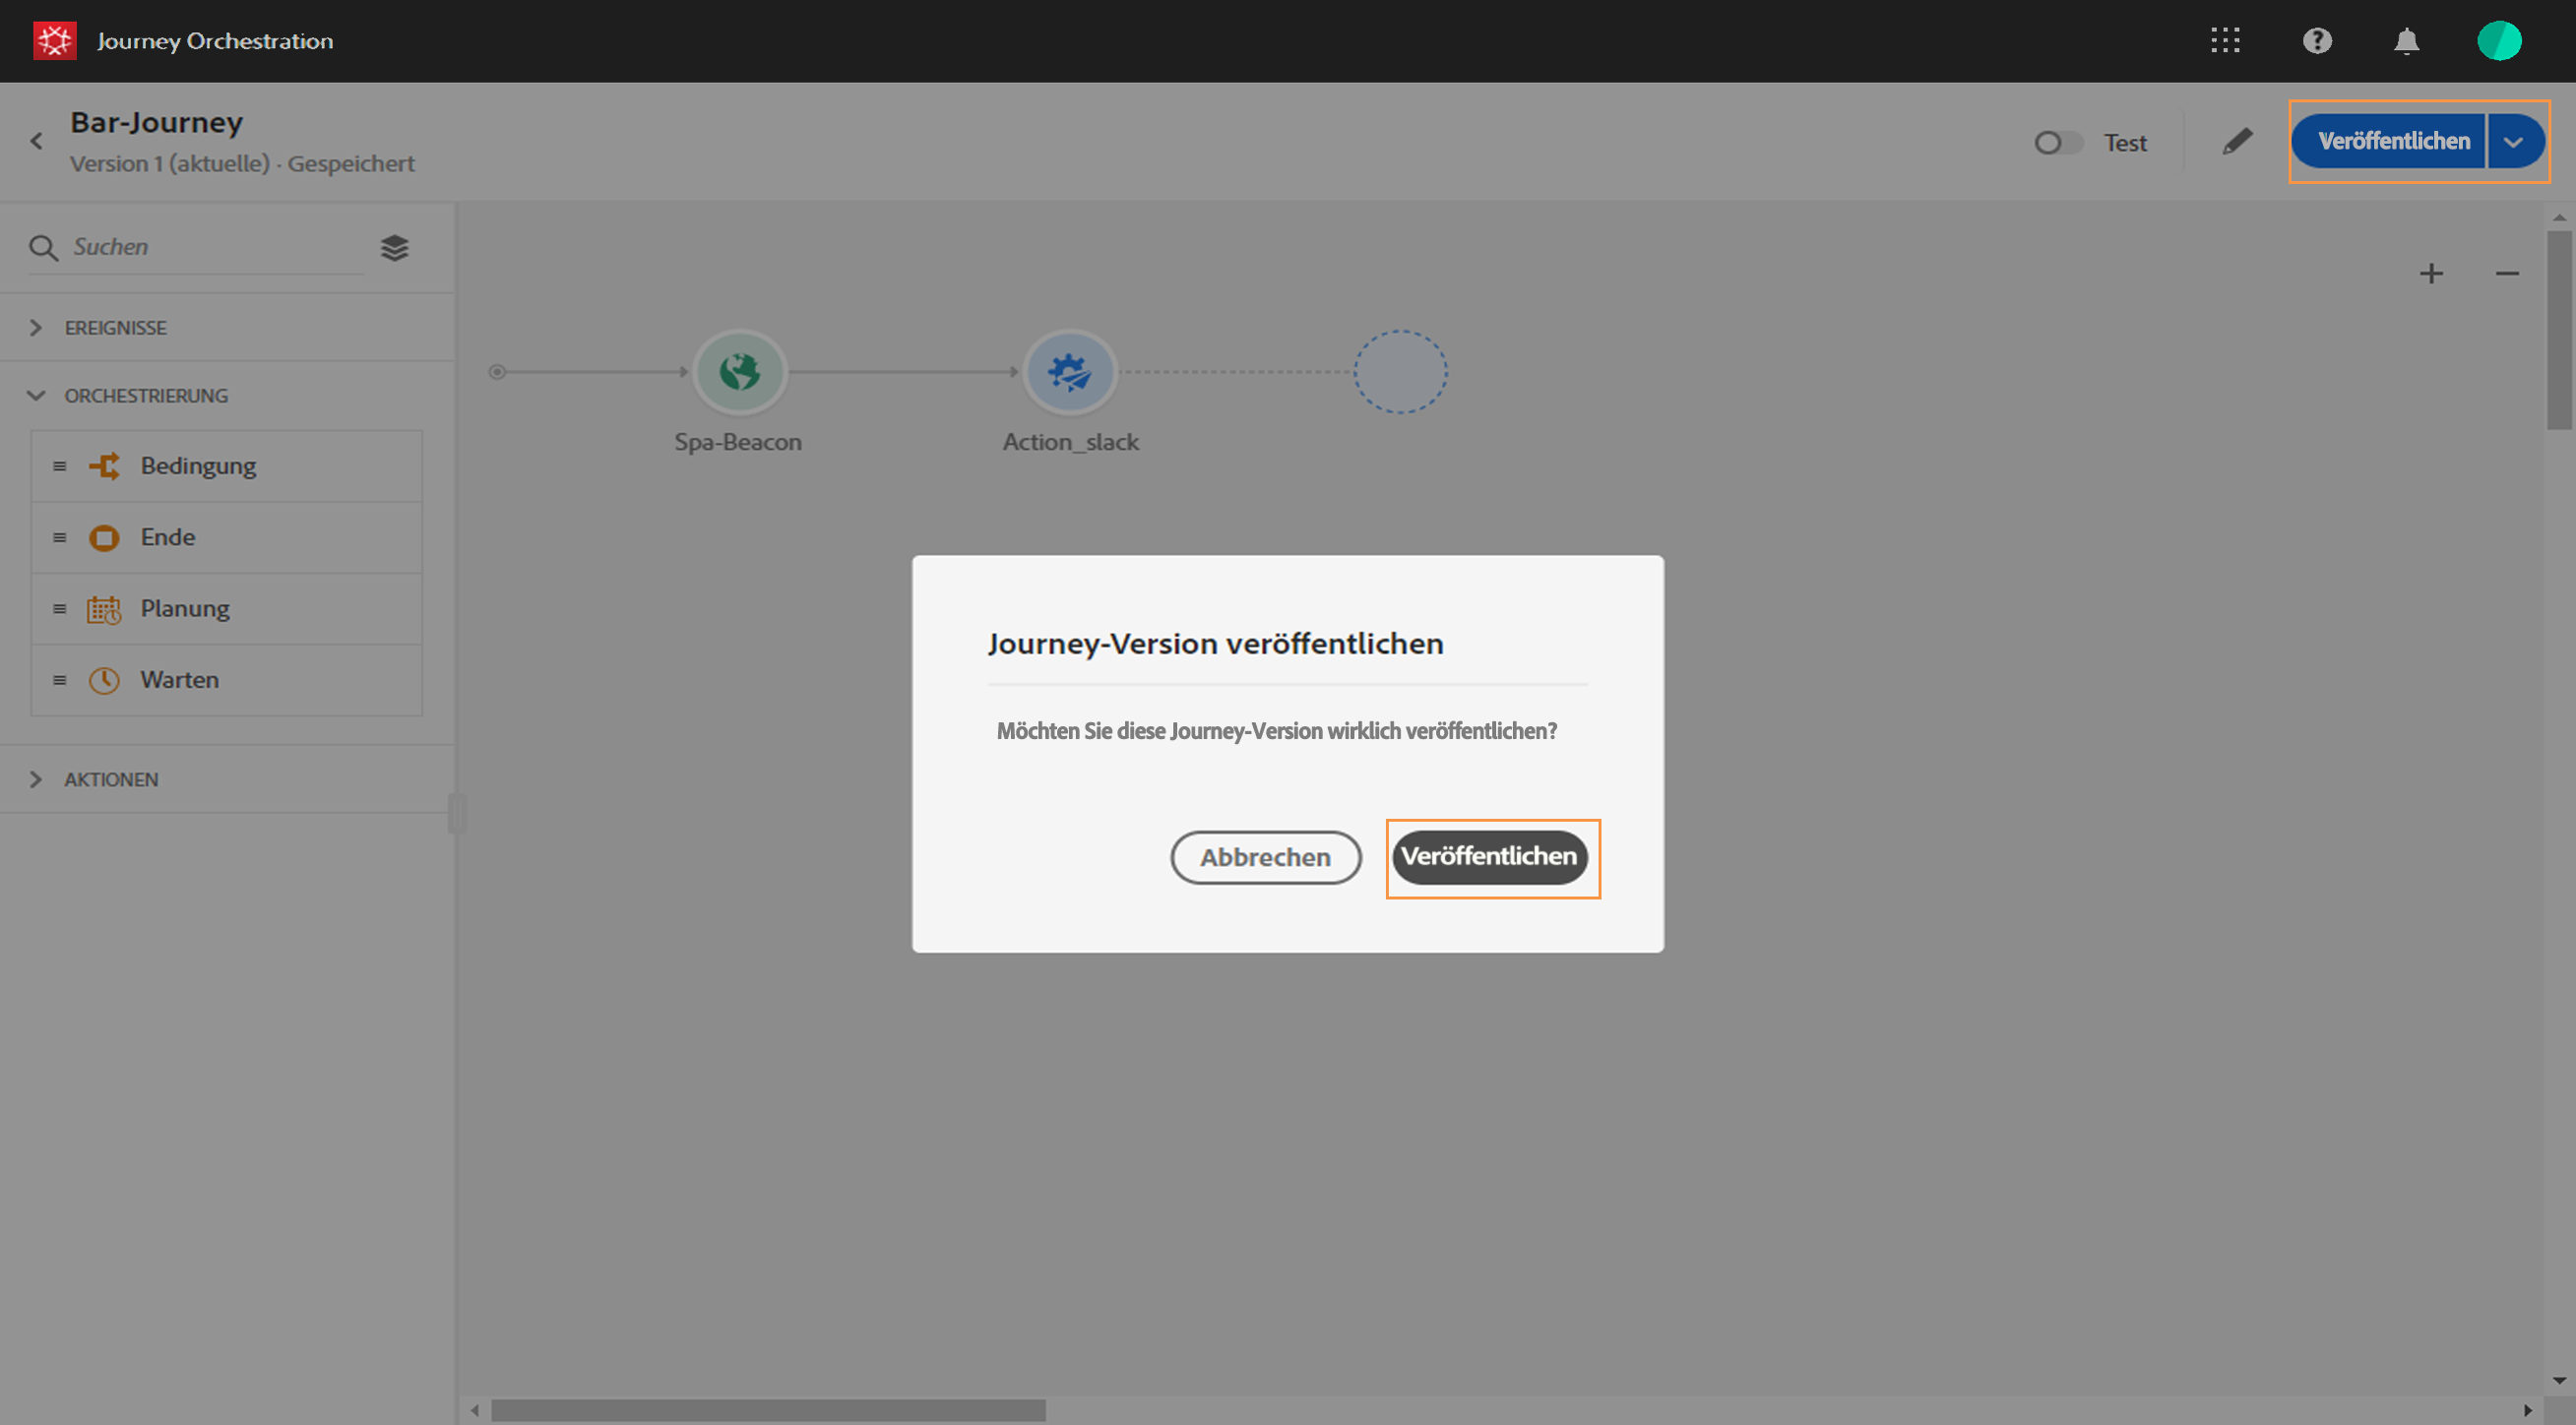 Journey Orchestration
Bar-Journey
Version 1 (aktuelle) · Gespeichert
Test
Veröffentlichen
Suchen
EREIGNISSE
ORCHESTRIERUNG
Bedingung
Ende
Planung
Warten
AKTIONEN
Spa-Beacon
Action_slack
Journey-Version veröffentlichen
Möchten Sie diese Journey-Version wirklich veröffentlichen?
Abbrechen
Veröffentlichen